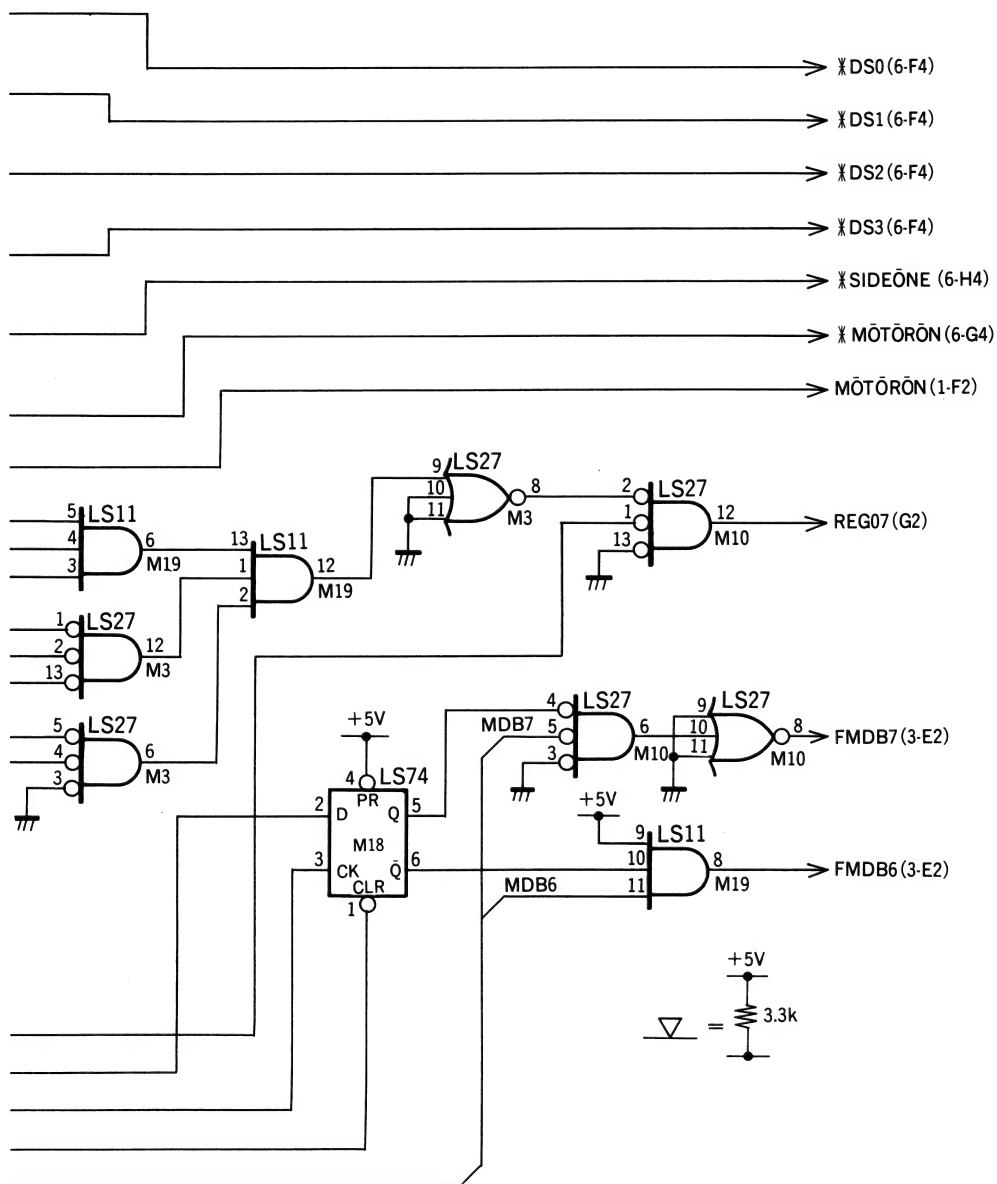 *DS0(6-F4)
*DS1(6-F4)
*DS2(6-F4)
*DS3(6-F4)
*SIDEŌNE (6-H4)
* MŌTŌRŌN(6-G4)
MŌTŌRŌN(1-F2)
9 LS27
10
11
8
M3
2 LS27
1
13
12
M10
REG07(G2)
5 LS11
4
3
6
M19
13 LS11
1
2
12
M19
1 LS27
2
13
12
M3
5 LS27
4
3
6
M3
+5V
4 LS74
PR
2 D
Q 5
M18
3 CK
Q̄ 6
CLR
1
MDB7
4 LS27
5
3
6
M10
9 LS27
10
11
8
M10
FMDB7(3-E2)
+5V
9 LS11
10
11
MDB6
8
M19
FMDB6(3-E2)
+5V
= 3.3k